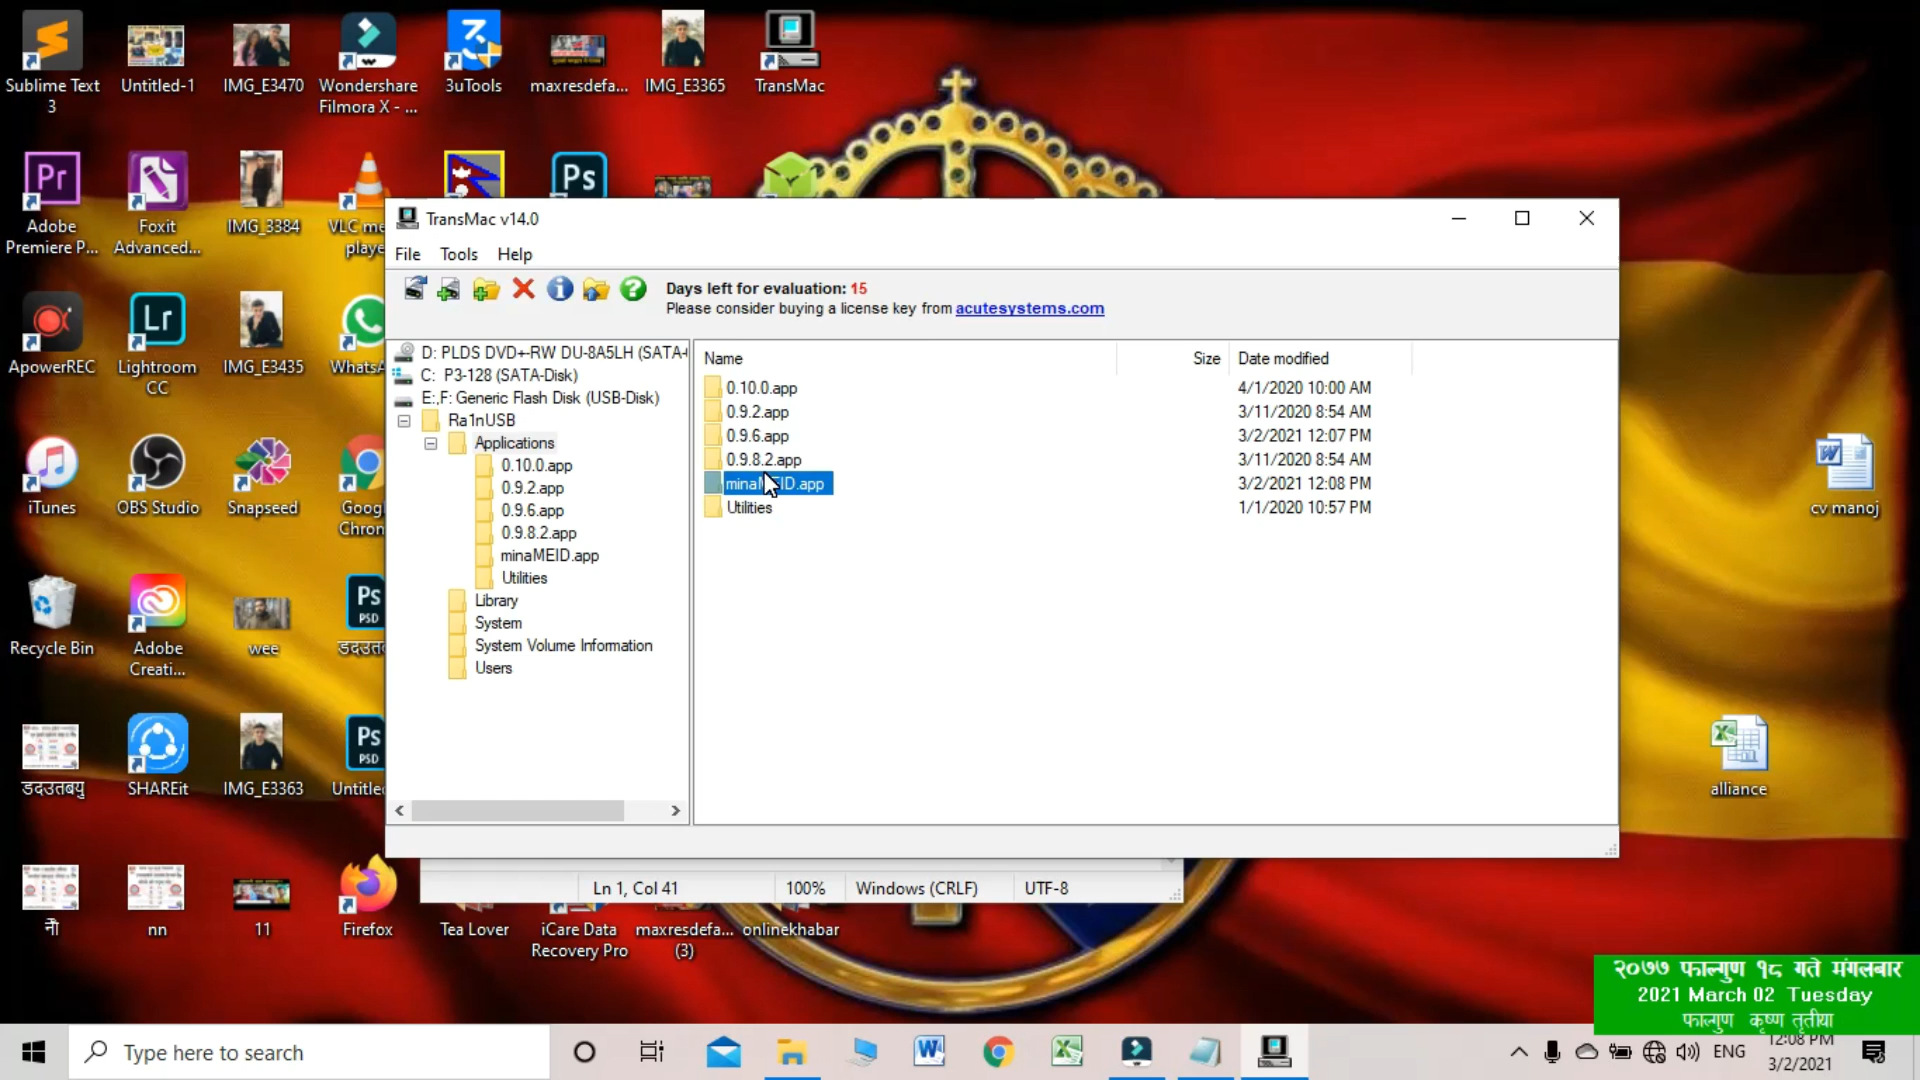 Sublime Text
3
Untitled-1
IMG_E3470
Wondershare
Filmora X - ...
3uTools
maxresdefa...
IMG_E3365
TransMac
Adobe
Premiere P...
Foxit
Advanced...
IMG_3384
VLC me
playe
TransMac v14.0
File Tools Help
Days left for evaluation: 15
Please consider buying a license key from acutesystems.com
D: PLDS DVD+-RW DU-8A5LH (SATA-
C: P3-128 (SATA-Disk)
E:,F: Generic Flash Disk (USB-Disk)
Ra1nUSB
Applications
0.10.0.app
0.9.2.app
0.9.6.app
0.9.8.2.app
minaMEID.app
Utilities
Library
System
System Volume Information
Users
Name Size Date modified
0.10.0.app 4/1/2020 10:00 AM
0.9.2.app 3/11/2020 8:54 AM
0.9.6.app 3/2/2021 12:07 PM
0.9.8.2.app 3/11/2020 8:54 AM
minaMEID.app 3/2/2021 12:08 PM
Utilities 1/1/2020 10:57 PM
Ln 1, Col 41 100% Windows (CRLF) UTF-8
ApowerREC
Lightroom
CC
IMG_E3435
WhatsA
iTunes
OBS Studio
Snapseed
Googl
Chron
cv manoj
Recycle Bin
Adobe
Creati...
wee
डदउत
डदउतबयु
SHAREit
IMG_E3363
Untitle
alliance
नौ
nn
11
Firefox
Tea Lover
iCare Data
Recovery Pro
maxresdefa...
(3)
onlinekhabar
२०७७ फाल्गुण १८ गते मंगलबार
2021 March 02 Tuesday
फाल्गुण कृष्ण तृतीया
Type here to search
ENG
12:08 PM
3/2/2021